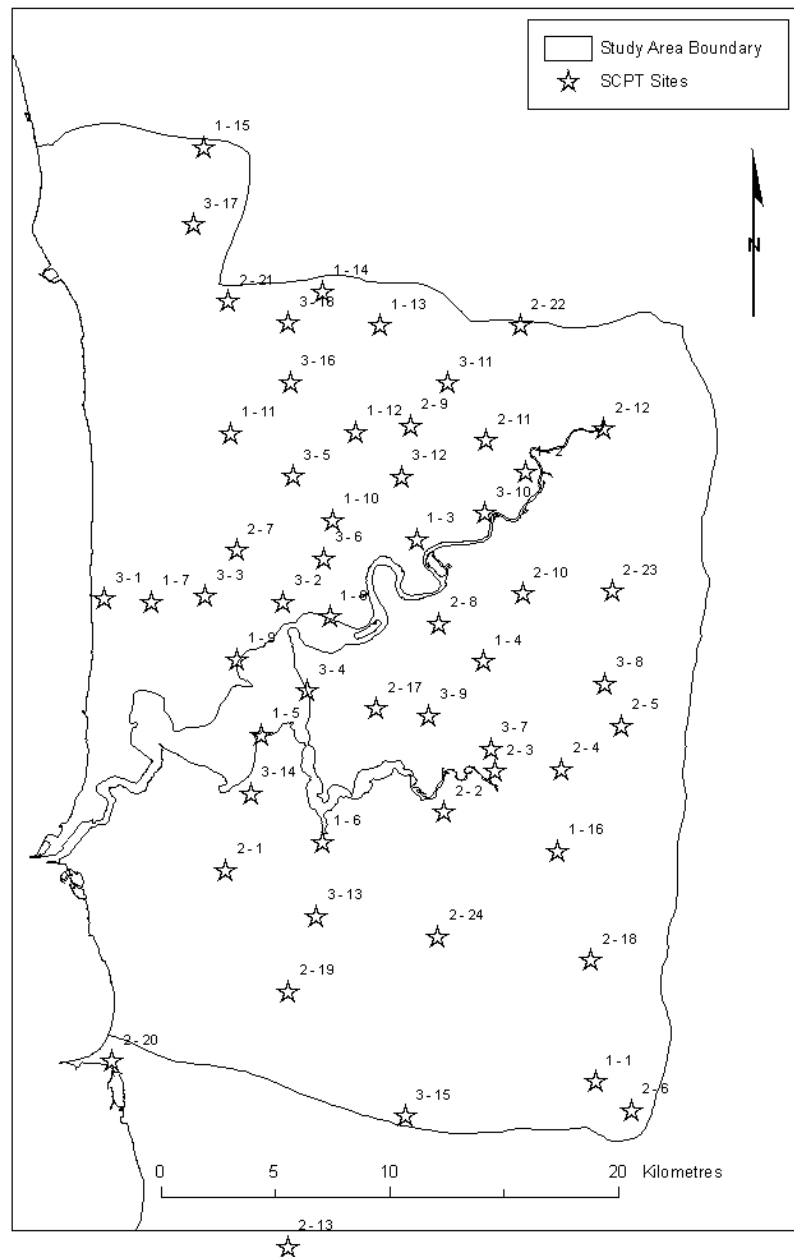 Study Area Boundary
SCPT Sites
1 - 15
3 - 17
N
1 - 14
2 - 21
3 - 18
1 - 13
2 - 22
3 - 16
3 - 11
1 - 11
1 - 12
2 - 9
2 - 11
2 - 12
3 - 5
3 - 12
3 - 10
1 - 10
1 - 3
2 - 7
3 - 6
3 - 1
1 - 7
3 - 3
3 - 2
2 - 10
2 - 23
2 - 8
1 - 9
1 - 4
3 - 4
3 - 8
2 - 17
3 - 9
2 - 5
1 - 5
3 - 7
2 - 3
2 - 4
3 - 14
2 - 2
1 - 6
1 - 16
2 - 1
3 - 13
2 - 24
2 - 18
2 - 19
2 - 20
1 - 1
2 - 6
3 - 15
0 5 10 20 Kilometres
2 - 13